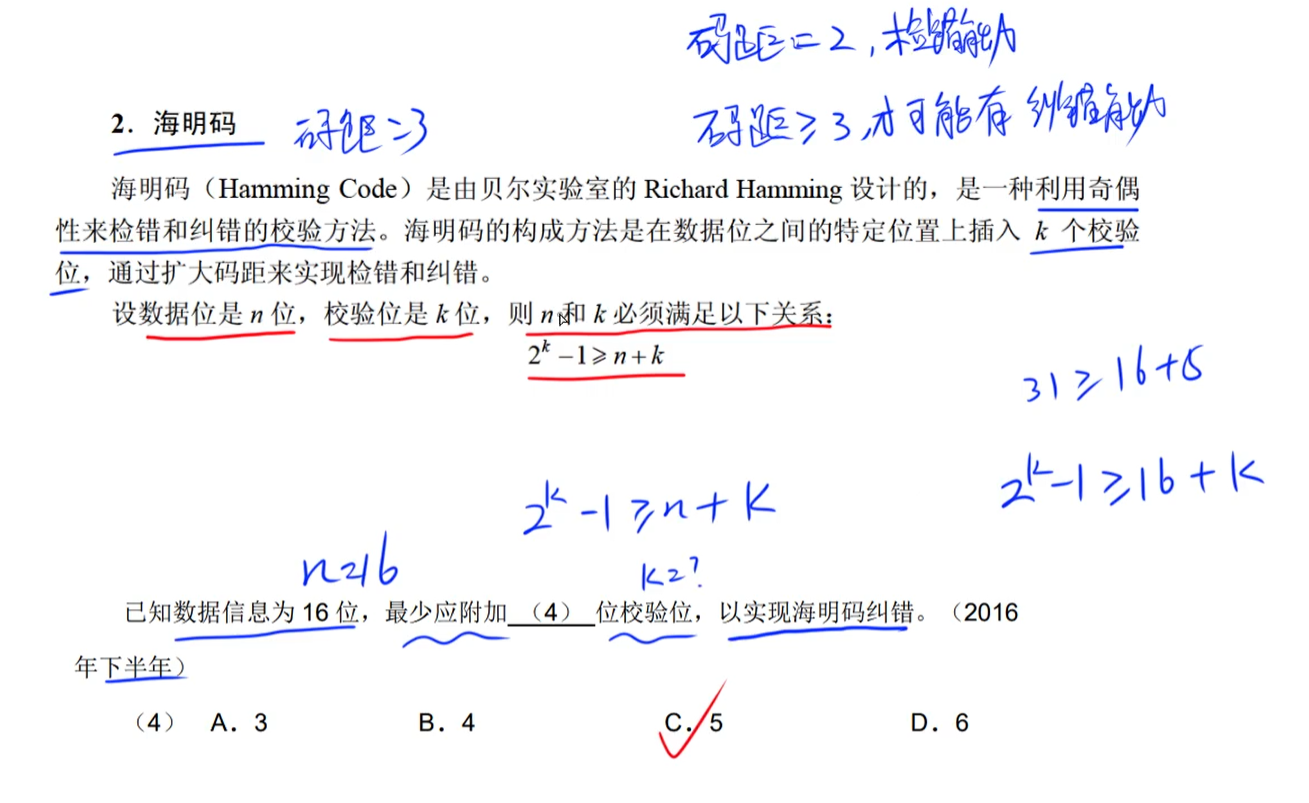 码距=2,检错能力
2. 海明码 码距=3
码距≥3,才可能有纠错能力
海明码（Hamming Code）是由贝尔实验室的 Richard Hamming 设计的，是一种利用奇偶
性来检错和纠错的校验方法。海明码的构成方法是在数据位之间的特定位置上插入 k 个校验
位，通过扩大码距来实现检错和纠错。
设数据位是 n 位，校验位是 k 位，则 n 和 k 必须满足以下关系：
2^k −1≥n+k
31≥16+5
2^k-1≥16+k
2^k-1≥n+k
n=16
k=?
已知数据信息为 16 位，最少应附加 （4） 位校验位，以实现海明码纠错。（2016
年下半年）
（4） A．3 B．4 C．5 D．6